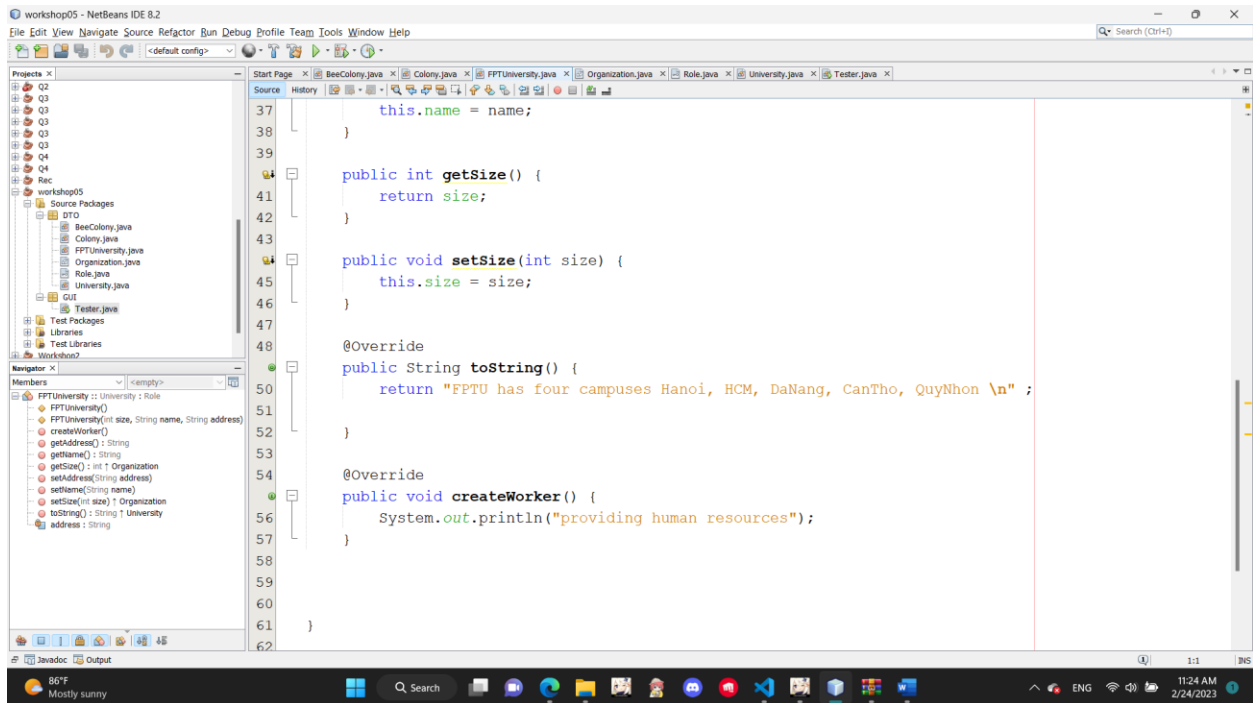 workshop05 - NetBeans IDE 8.2
File Edit View Navigate Source Refactor Run Debug Profile Team Tools Window Help
Search (Ctrl+I)
<default config>
Projects
Start Page BeeColony.java Colony.java FPTUniversity.java Organization.java Role.java University.java Tester.java
Source History
Q2
Q3
Q3
Q3
Q3
Q3
Q4
Q4
Rec
workshop05
Source Packages
DTO
BeeColony.java
Colony.java
FPTUniversity.java
Organization.java
Role.java
University.java
GUI
Tester.java
Test Packages
Libraries
Test Libraries
Workshop2
Navigator
Members <empty>
FPTUniversity :: University : Role
FPTUniversity()
FPTUniversity(int size, String name, String address)
createWorker()
getAddress() : String
getName() : String
getSize() : int ↑ Organization
setAddress(String address)
setName(String name)
setSize(int size) ↑ Organization
toString() : String ↑ University
address : String
37 this.name = name;
38 }
39
public int getSize() {
41 return size;
42 }
43
public void setSize(int size) {
45 this.size = size;
46 }
47
48 @Override
public String toString() {
50 return "FPTU has four campuses Hanoi, HCM, DaNang, CanTho, QuyNhon \n" ;
51
52 }
53
54 @Override
public void createWorker() {
56 System.out.println("providing human resources");
57 }
58
59
60
61 }
62
Javadoc Output
1:1 INS
86°F
Mostly sunny
Search
ENG
11:24 AM
2/24/2023